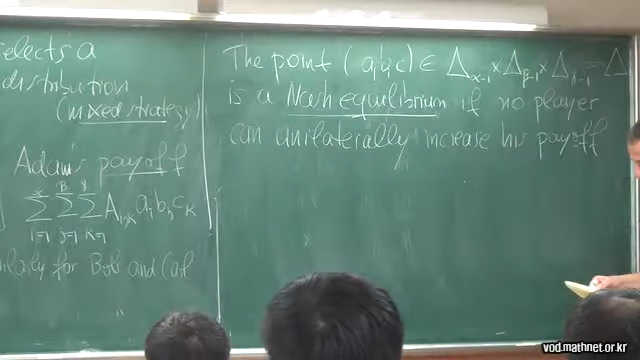 selects a
distribution
(mixed strategy)
Adam's payoff
α β γ
∑ ∑ ∑ A_{ijk} a_i b_j c_k
i=1 j=1 k=1
for Bob and Carl
The point (a,b,c) ∈ Δ_{α-1} × Δ_{β-1} × Δ_{γ-1} = Δ
is a Nash equilibrium if no player
can unilaterally increase his payoff
vod.mathnet.or.kr